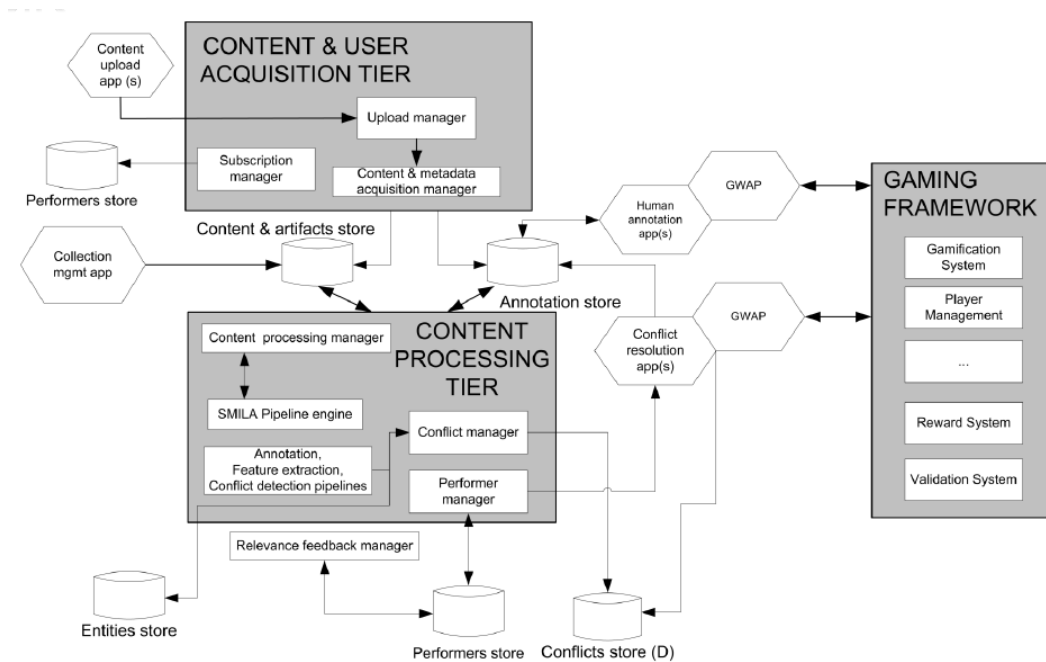 Content
upload
app (s)
CONTENT & USER
ACQUISITION TIER
Upload manager
Subscription
manager
Content & metadata
acquisition manager
Performers store
Collection
mgmt app
Content & artifacts store
Annotation store
Human
annotation
app(s)
GWAP
GAMING
FRAMEWORK
Gamification
System
Player
Management
...
Reward System
Validation System
Conflict
resolution
app(s)
GWAP
CONTENT
PROCESSING
TIER
Content processing manager
SMILA Pipeline engine
Annotation,
Feature extraction,
Conflict detection pipelines
Conflict manager
Performer
manager
Relevance feedback manager
Entities store
Performers store
Conflicts store (D)